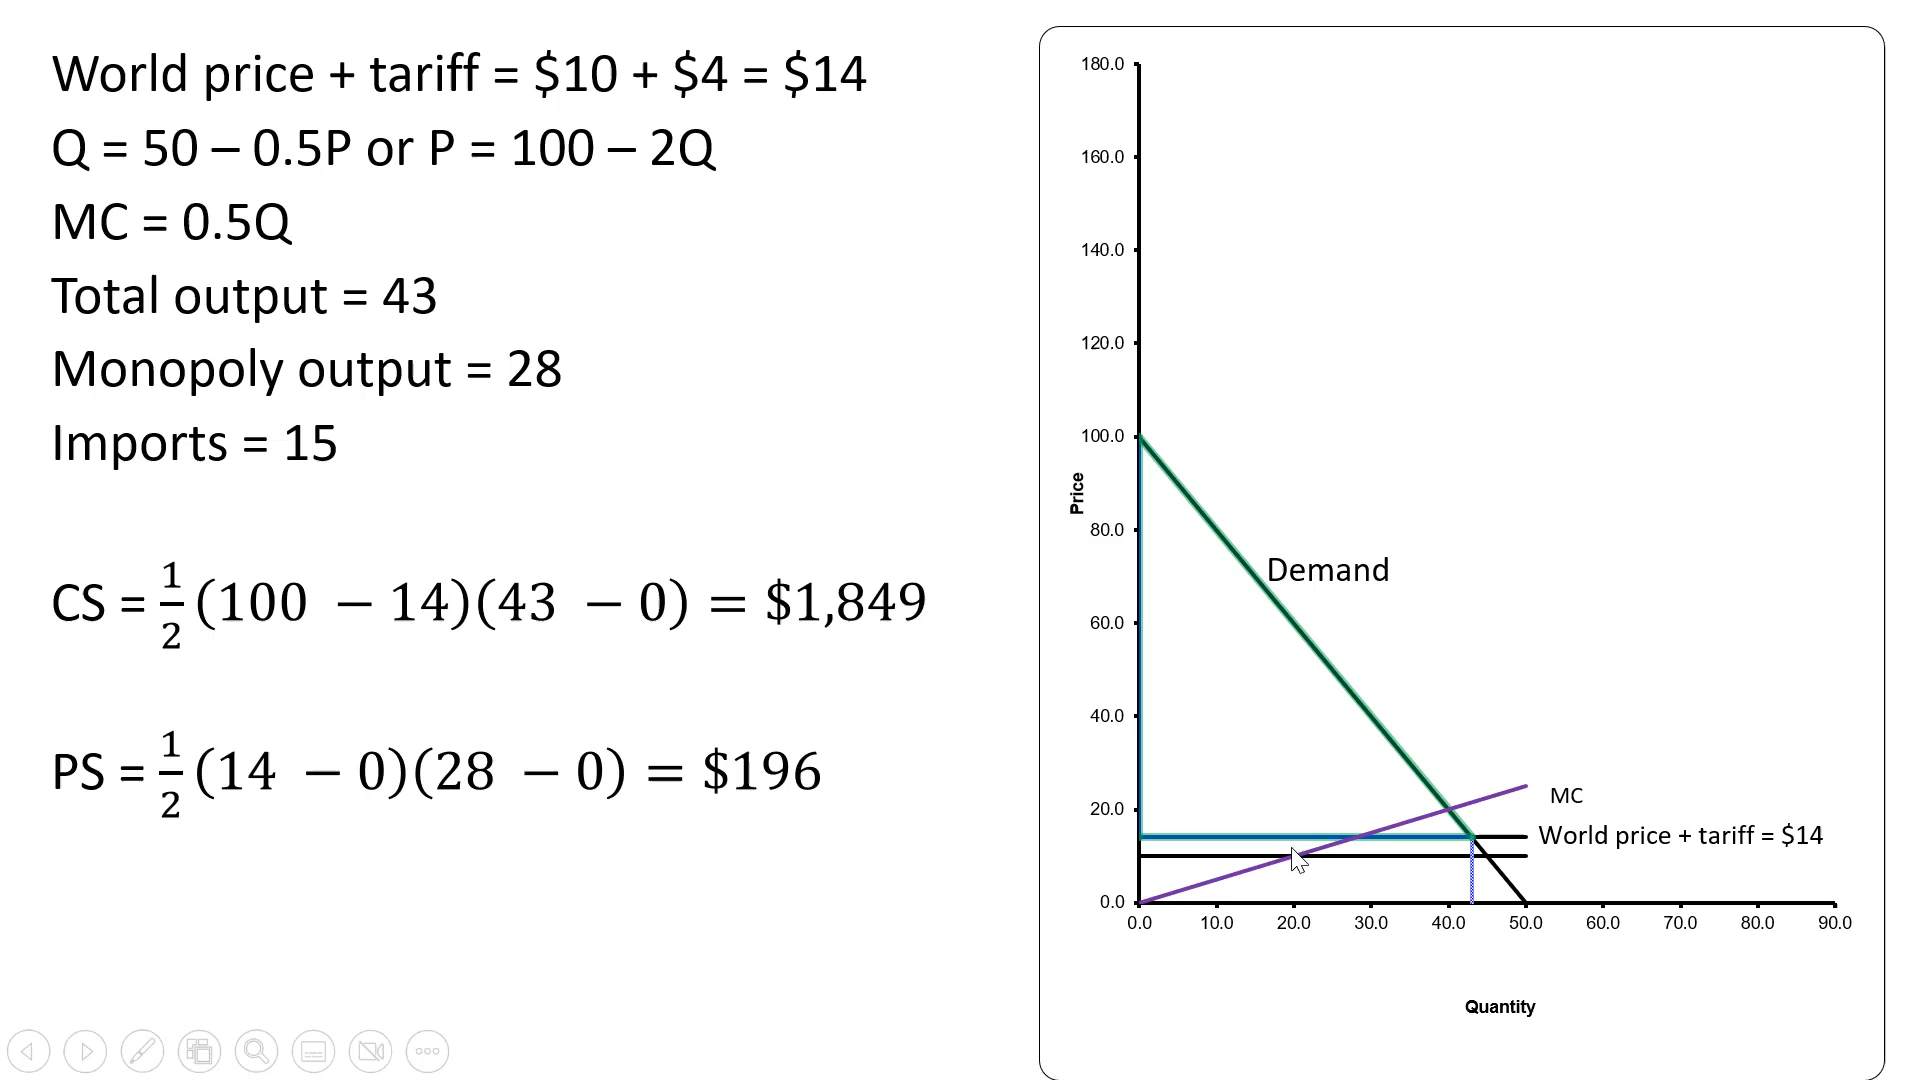 World price + tariff = $10 + $4 = $14
Q = 50 – 0.5P or P = 100 – 2Q
MC = 0.5Q
Total output = 43
Monopoly output = 28
Imports = 15
CS = 1/2 (100 − 14)(43 − 0) = $1,849
PS = 1/2 (14 − 0)(28 − 0) = $196
180.0
160.0
140.0
120.0
100.0
80.0
60.0
40.0
20.0
0.0
Price
Demand
MC
World price + tariff = $14
0.0 10.0 20.0 30.0 40.0 50.0 60.0 70.0 80.0 90.0
Quantity